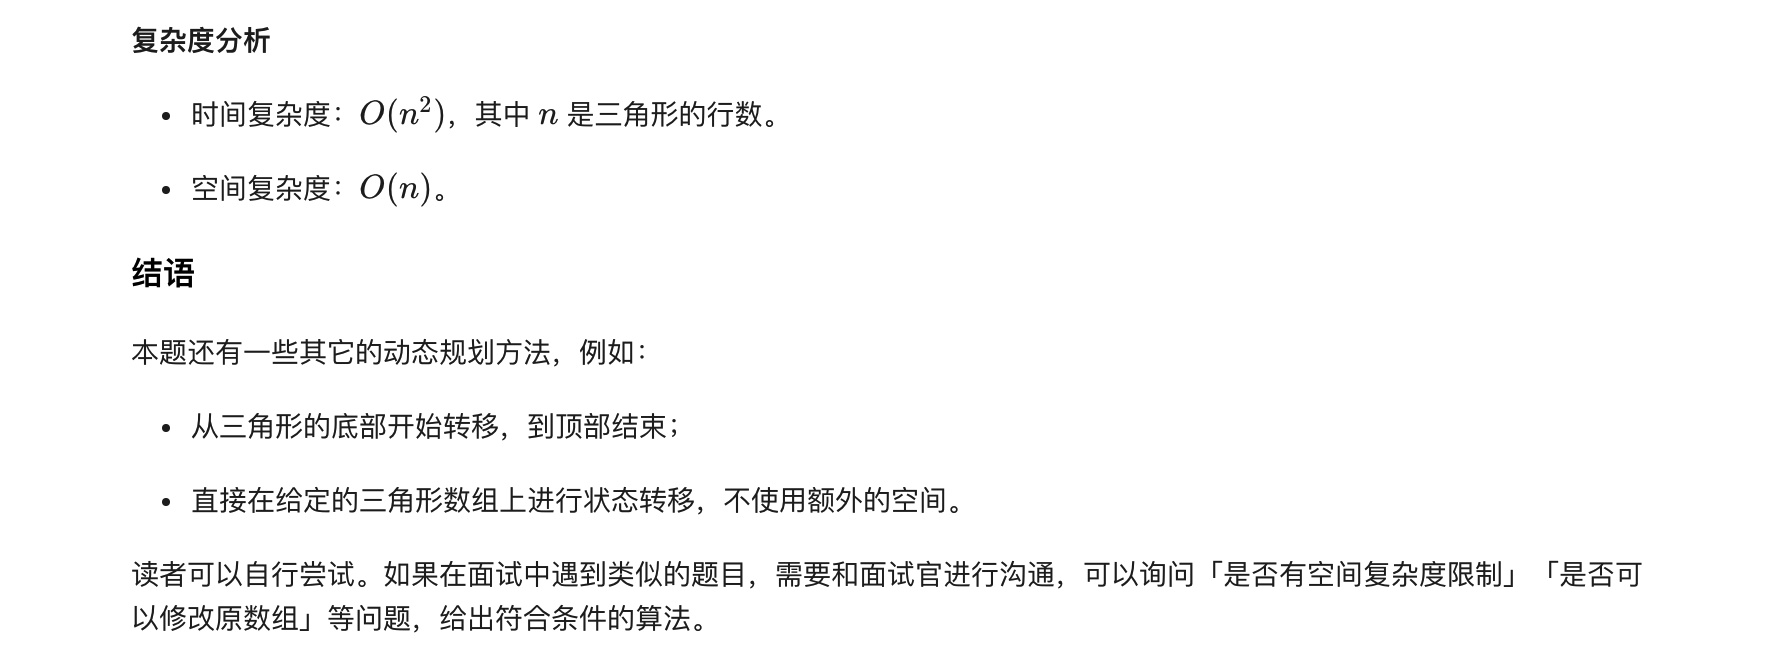 复杂度分析
• 时间复杂度：O(n²)，其中 n 是三角形的行数。
• 空间复杂度：O(n)。
结语
本题还有一些其它的动态规划方法，例如：
• 从三角形的底部开始转移，到顶部结束；
• 直接在给定的三角形数组上进行状态转移，不使用额外的空间。
读者可以自行尝试。如果在面试中遇到类似的题目，需要和面试官进行沟通，可以询问「是否有空间复杂度限制」「是否可
以修改原数组」等问题，给出符合条件的算法。